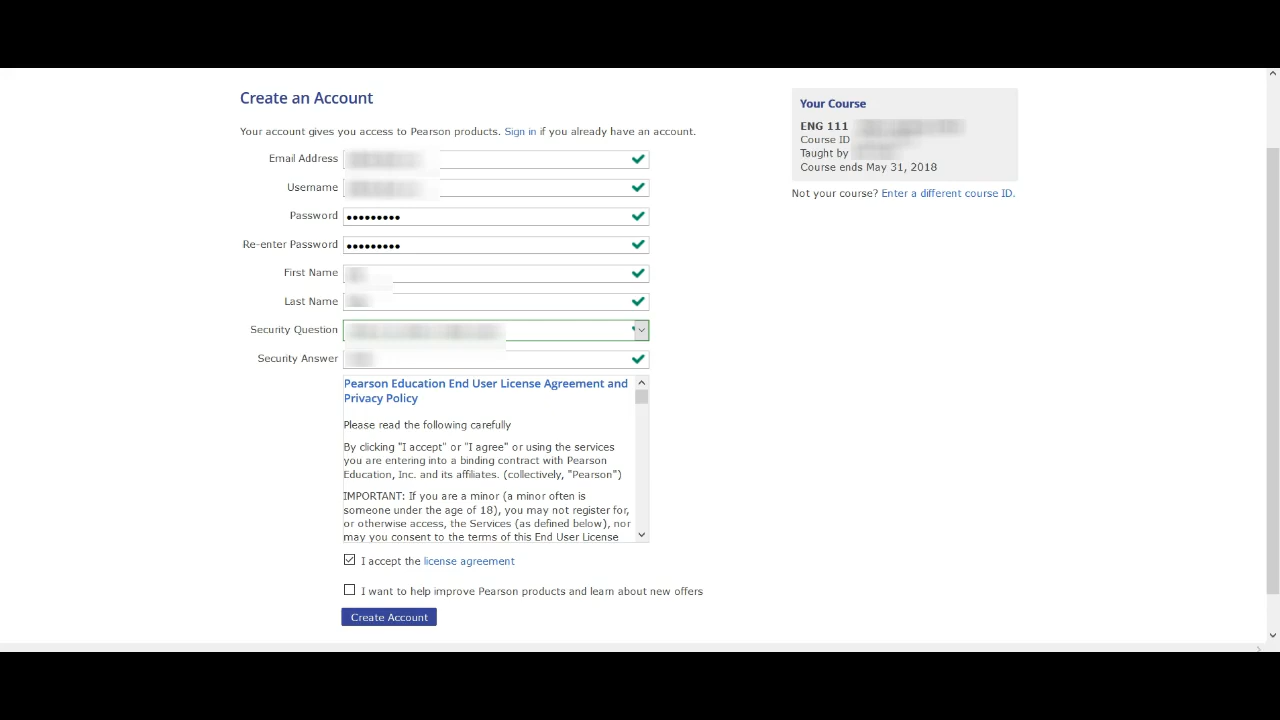 Create an Account
Your account gives you access to Pearson products. Sign in if you already have an account.
Email Address
Username
Password •••••••••
Re-enter Password •••••••••
First Name
Last Name
Security Question
Security Answer
Pearson Education End User License Agreement and
Privacy Policy
Please read the following carefully
By clicking "I accept" or "I agree" or using the services
you are entering into a binding contract with Pearson
Education, Inc. and its affiliates. (collectively, "Pearson")
IMPORTANT: If you are a minor (a minor often is
someone under the age of 18), you may not register for,
or otherwise access, the Services (as defined below), nor
may you consent to the terms of this End User License
I accept the license agreement
I want to help improve Pearson products and learn about new offers
Create Account
Your Course
ENG 111
Course ID
Taught by
Course ends May 31, 2018
Not your course? Enter a different course ID.